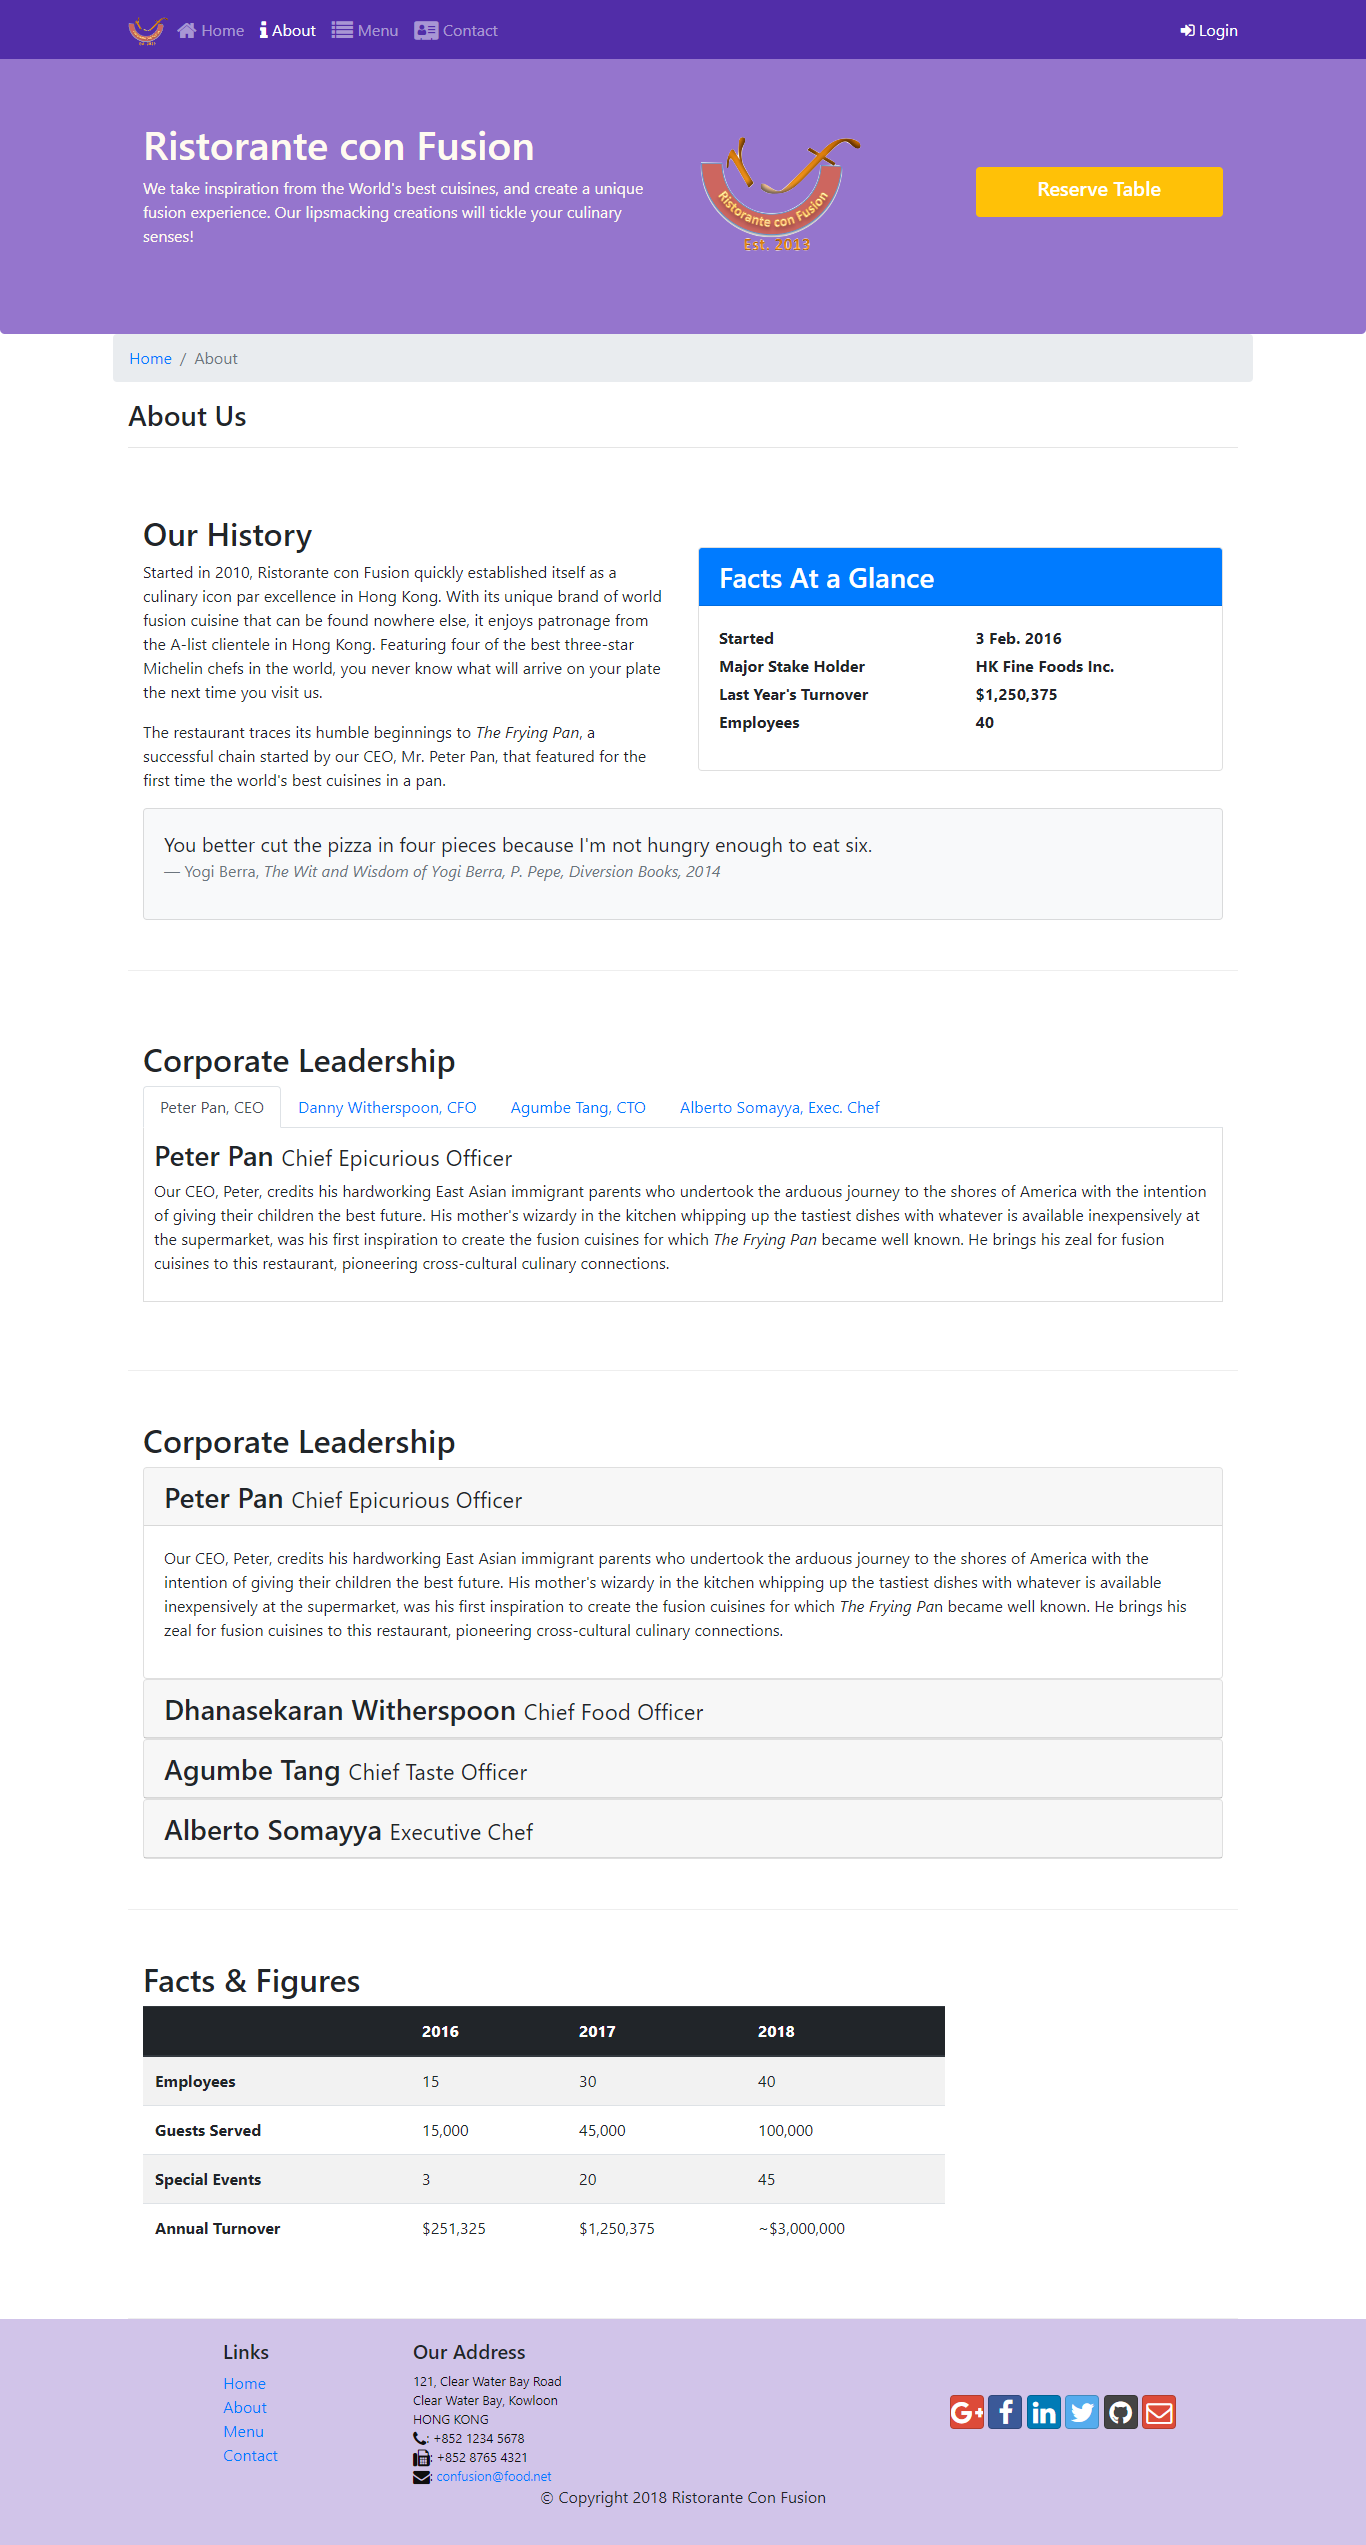 Home About Menu Contact Login
Ristorante con Fusion
We take inspiration from the World's best cuisines, and create a unique
fusion experience. Our lipsmacking creations will tickle your culinary
senses!
Ristorante con Fusion
Est. 2013
Reserve Table
Home / About
About Us
Our History
Started in 2010, Ristorante con Fusion quickly established itself as a
culinary icon par excellence in Hong Kong. With its unique brand of world
fusion cuisine that can be found nowhere else, it enjoys patronage from
the A-list clientele in Hong Kong. Featuring four of the best three-star
Michelin chefs in the world, you never know what will arrive on your plate
the next time you visit us.
The restaurant traces its humble beginnings to The Frying Pan, a
successful chain started by our CEO, Mr. Peter Pan, that featured for the
first time the world's best cuisines in a pan.
Facts At a Glance
Started 3 Feb. 2016
Major Stake Holder HK Fine Foods Inc.
Last Year's Turnover $1,250,375
Employees 40
You better cut the pizza in four pieces because I'm not hungry enough to eat six.
— Yogi Berra, The Wit and Wisdom of Yogi Berra, P. Pepe, Diversion Books, 2014
Corporate Leadership
Peter Pan, CEO Danny Witherspoon, CFO Agumbe Tang, CTO Alberto Somayya, Exec. Chef
Peter Pan Chief Epicurious Officer
Our CEO, Peter, credits his hardworking East Asian immigrant parents who undertook the arduous journey to the shores of America with the intention
of giving their children the best future. His mother's wizardy in the kitchen whipping up the tastiest dishes with whatever is available inexpensively at
the supermarket, was his first inspiration to create the fusion cuisines for which The Frying Pan became well known. He brings his zeal for fusion
cuisines to this restaurant, pioneering cross-cultural culinary connections.
Corporate Leadership
Peter Pan Chief Epicurious Officer
Our CEO, Peter, credits his hardworking East Asian immigrant parents who undertook the arduous journey to the shores of America with the
intention of giving their children the best future. His mother's wizardy in the kitchen whipping up the tastiest dishes with whatever is available
inexpensively at the supermarket, was his first inspiration to create the fusion cuisines for which The Frying Pan became well known. He brings his
zeal for fusion cuisines to this restaurant, pioneering cross-cultural culinary connections.
Dhanasekaran Witherspoon Chief Food Officer
Agumbe Tang Chief Taste Officer
Alberto Somayya Executive Chef
Facts & Figures
2016 2017 2018
Employees 15 30 40
Guests Served 15,000 45,000 100,000
Special Events 3 20 45
Annual Turnover $251,325 $1,250,375 ~$3,000,000
Links
Home
About
Menu
Contact
Our Address
121, Clear Water Bay Road
Clear Water Bay, Kowloon
HONG KONG
: +852 1234 5678
: +852 8765 4321
: confusion@food.net
© Copyright 2018 Ristorante Con Fusion